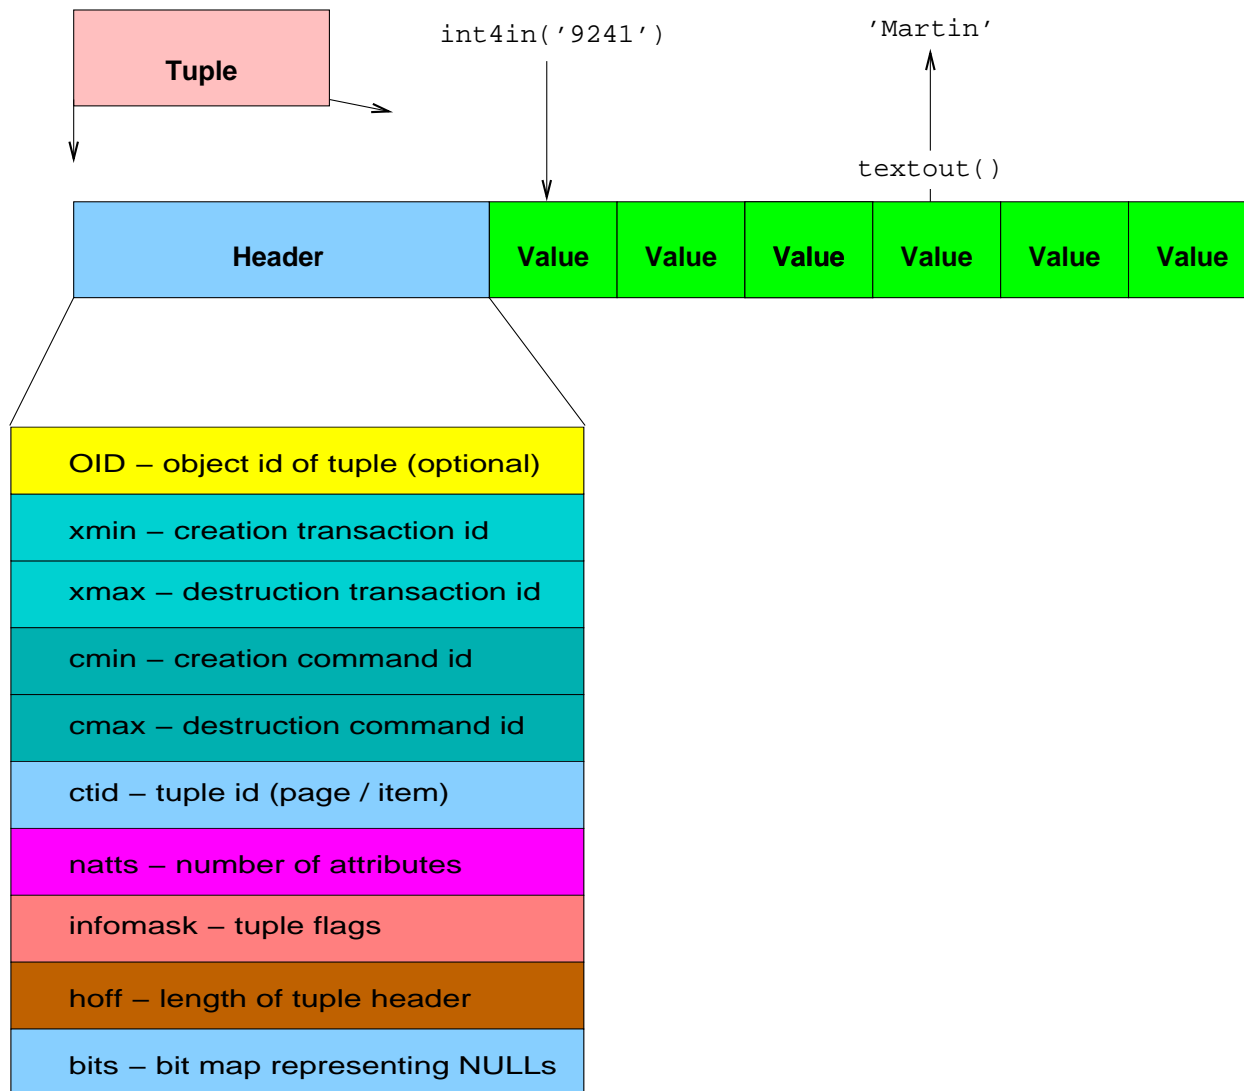 int4in('9241')
'Martin'
Tuple
textout()
Header
Value
Value
Value
Value
Value
Value
OID – object id of tuple (optional)
xmin – creation transaction id
xmax – destruction transaction id
cmin – creation command id
cmax – destruction command id
ctid – tuple id (page / item)
natts – number of attributes
infomask – tuple flags
hoff – length of tuple header
bits – bit map representing NULLs